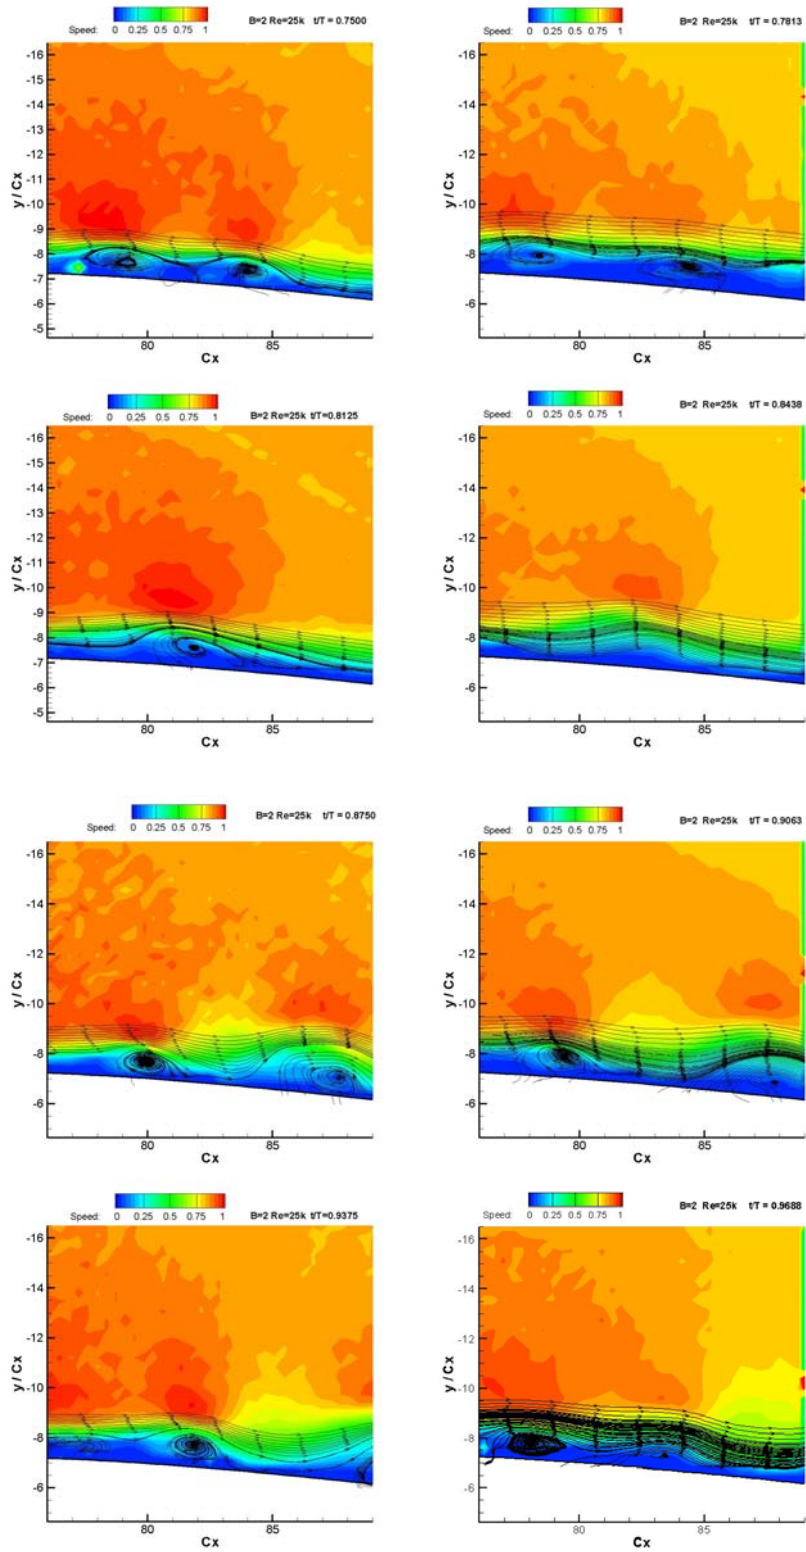 B=2 Re=25k t/T = 0.7500
Speed: 0 0.25 0.5 0.75 1
-16
-15
-14
-13
-12
-11
-10
-9
-8
-7
-6
-5
y / Cx
80 85
Cx
B=2 Re=25k t/T = 0.7813
Speed: 0 0.25 0.5 0.75 1
-16
-14
-12
-10
-8
-6
y / Cx
80 85
Cx
B=2 Re=25k t/T=0.8125
Speed: 0 0.25 0.5 0.75 1
-16
-15
-14
-13
-12
-11
-10
-9
-8
-7
-6
-5
y / Cx
80 85
Cx
B=2 Re=25k t/T = 0.8438
Speed: 0 0.25 0.5 0.75 1
-16
-14
-12
-10
-8
-6
y / Cx
80 85
Cx
B=2 Re=25k t/T = 0.8750
Speed: 0 0.25 0.5 0.75 1
-16
-14
-12
-10
-8
-6
y / Cx
80 85
Cx
B=2 Re=25k t/T = 0.9063
Speed: 0 0.25 0.5 0.75 1
-16
-14
-12
-10
-8
-6
y / Cx
80 85
Cx
B=2 Re=25k t/T=0.9375
Speed: 0 0.25 0.5 0.75 1
-16
-14
-12
-10
-8
-6
y / Cx
80 85
Cx
B=2 Re=25k t/T = 0.9688
Speed: 0 0.25 0.5 0.75 1
-16
-14
-12
-10
-8
-6
y / Cx
80 85
Cx